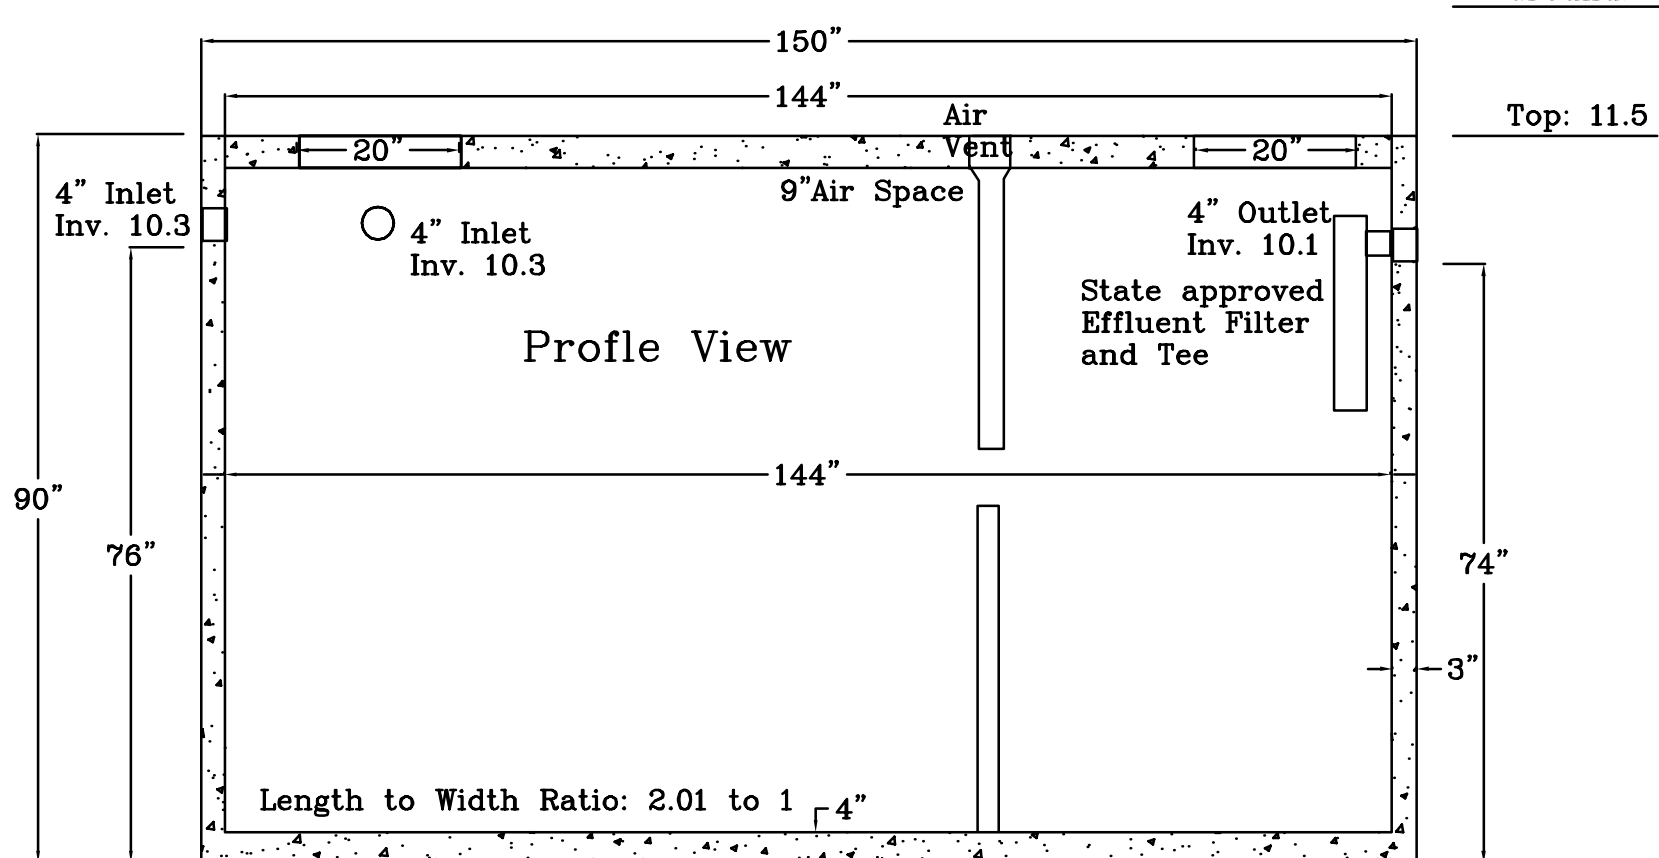 150"
144"
Air
Vent
Top: 11.5
20"
20"
9"Air Space
4" Inlet
Inv. 10.3
4" Inlet
Inv. 10.3
4" Outlet
Inv. 10.1
State approved
Effluent Filter
and Tee
Profle View
144"
90"
76"
74"
3"
Length to Width Ratio: 2.01 to 1
4"